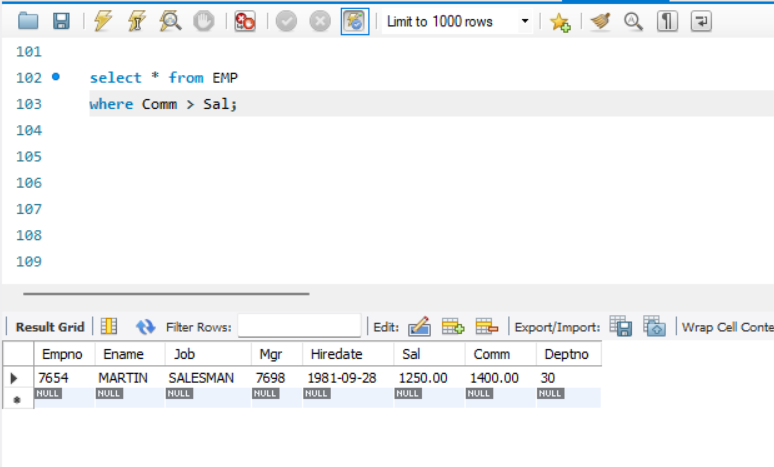 Limit to 1000 rows
101
102 select * from EMP
103 where Comm > Sal;
104
105
106
107
108
109
Result Grid Filter Rows: Edit: Export/Import: Wrap Cell Conte
Empno Ename Job Mgr Hiredate Sal Comm Deptno
7654 MARTIN SALESMAN 7698 1981-09-28 1250.00 1400.00 30
NULL NULL NULL NULL NULL NULL NULL NULL